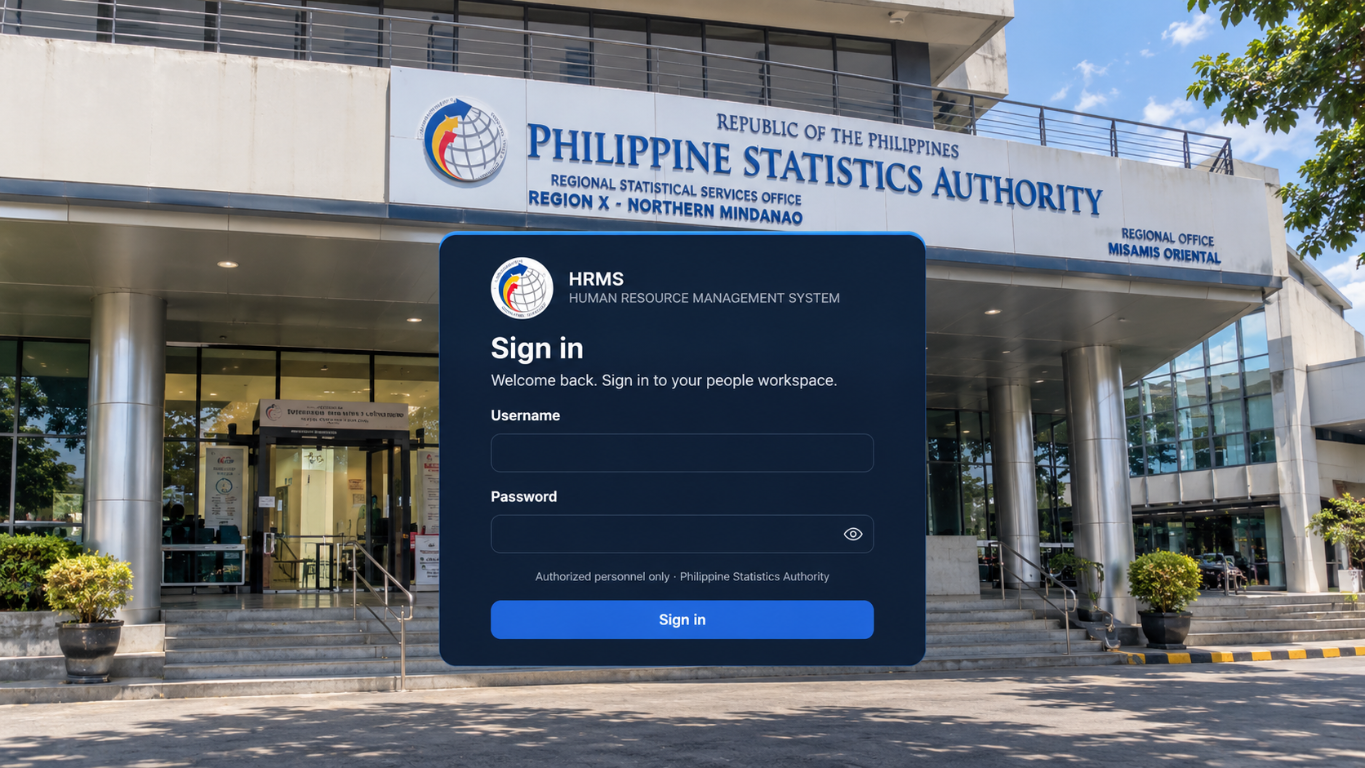 REPUBLIC OF THE PHILIPPINES
PHILIPPINE STATISTICS AUTHORITY
REGIONAL STATISTICAL SERVICES OFFICE
REGION X - NORTHERN MINDANAO
REGIONAL OFFICE
MISAMIS ORIENTAL
HRMS
HUMAN RESOURCE MANAGEMENT SYSTEM
Sign in
Welcome back. Sign in to your people workspace.
Username
Password
Authorized personnel only · Philippine Statistics Authority
Sign in